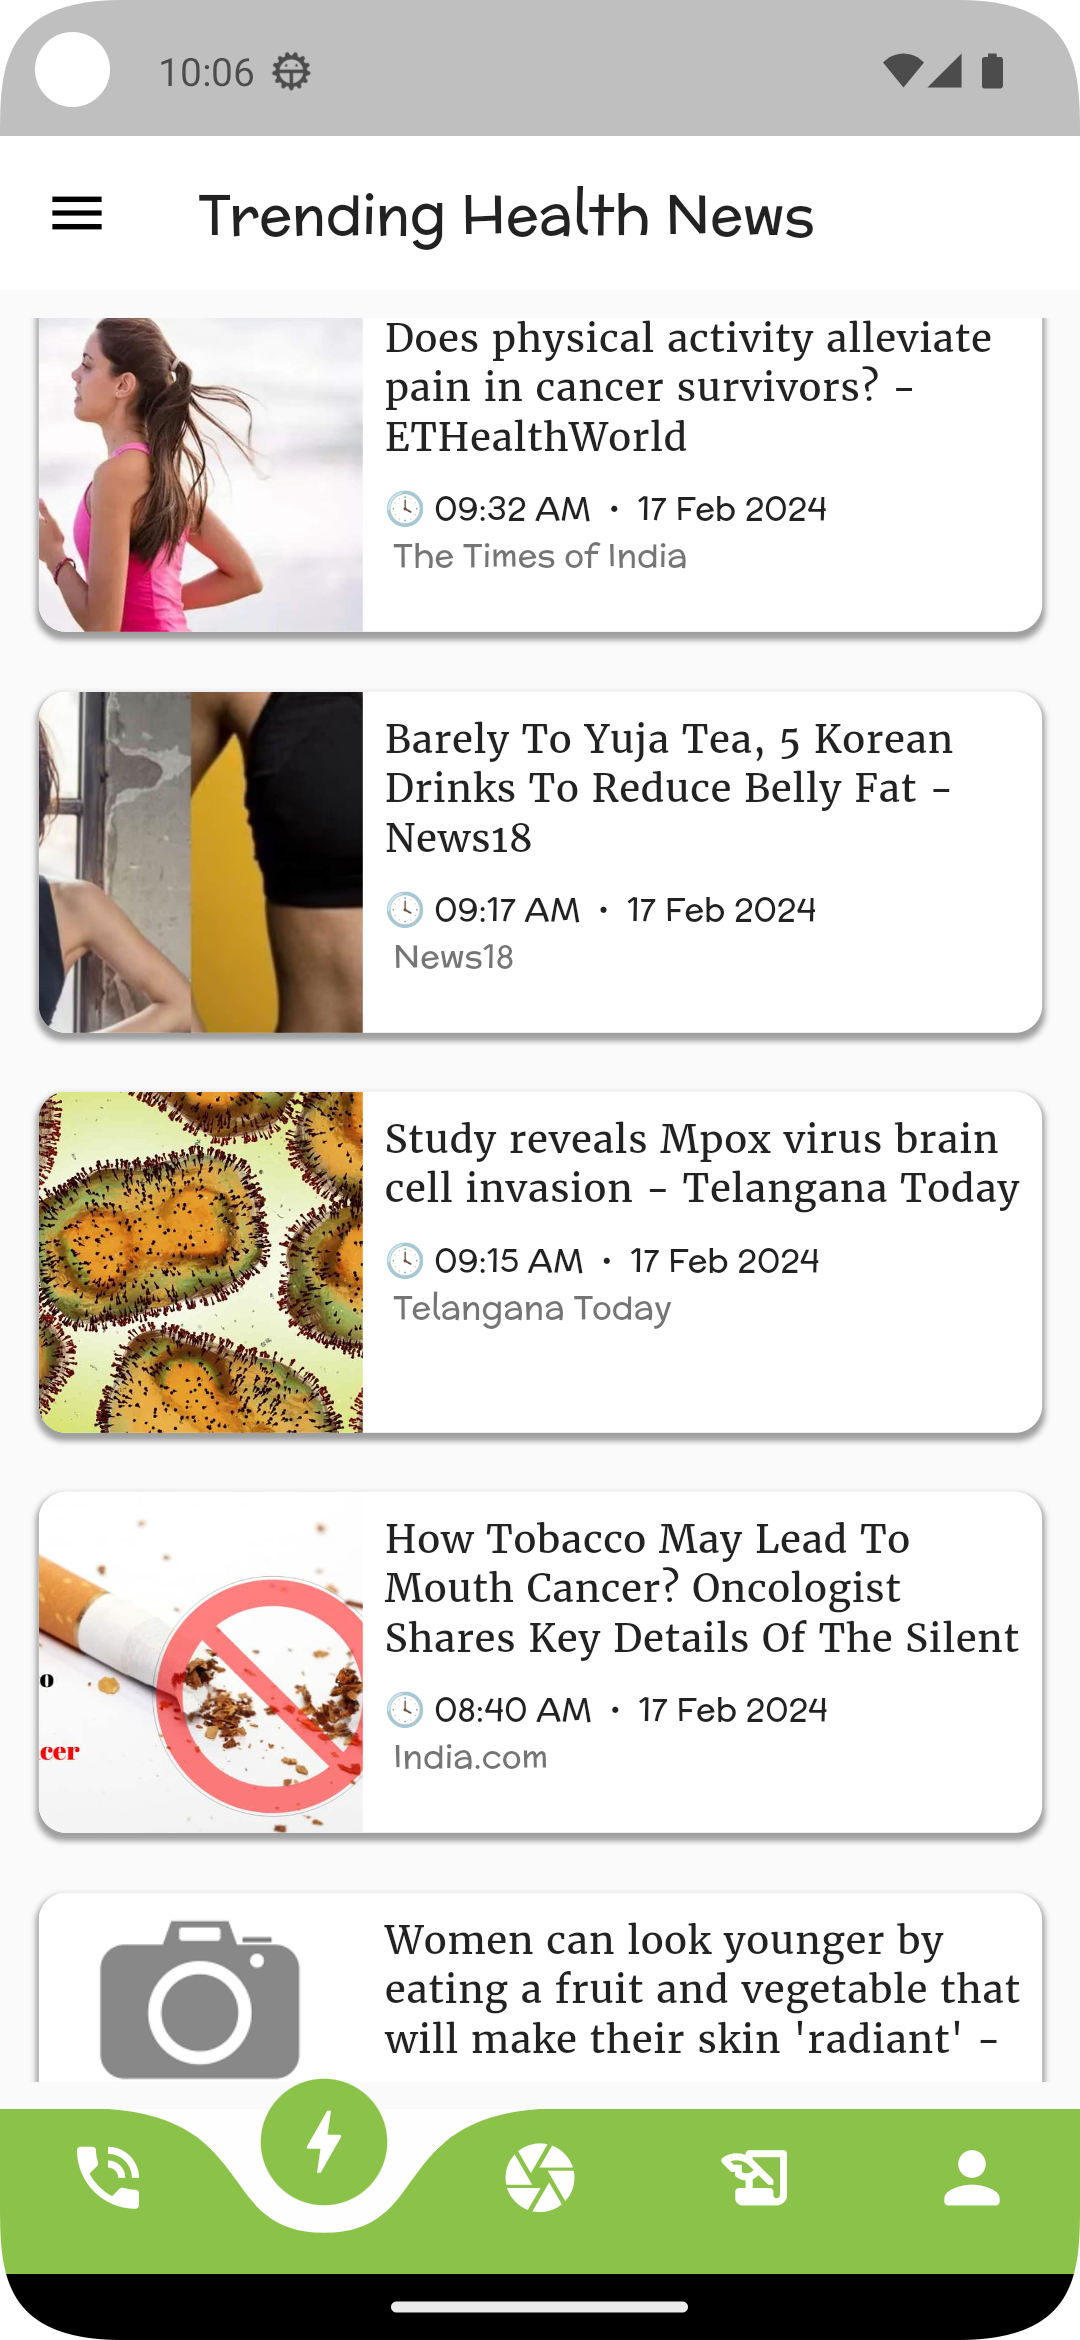 10:06
Trending Health News
Does physical activity alleviate
pain in cancer survivors? -
ETHealthWorld
09:32 AM • 17 Feb 2024
The Times of India
Barely To Yuja Tea, 5 Korean
Drinks To Reduce Belly Fat -
News18
09:17 AM • 17 Feb 2024
News18
Study reveals Mpox virus brain
cell invasion - Telangana Today
09:15 AM • 17 Feb 2024
Telangana Today
How Tobacco May Lead To
Mouth Cancer? Oncologist
Shares Key Details Of The Silent
o
cer
08:40 AM • 17 Feb 2024
India.com
Women can look younger by
eating a fruit and vegetable that
will make their skin 'radiant' -